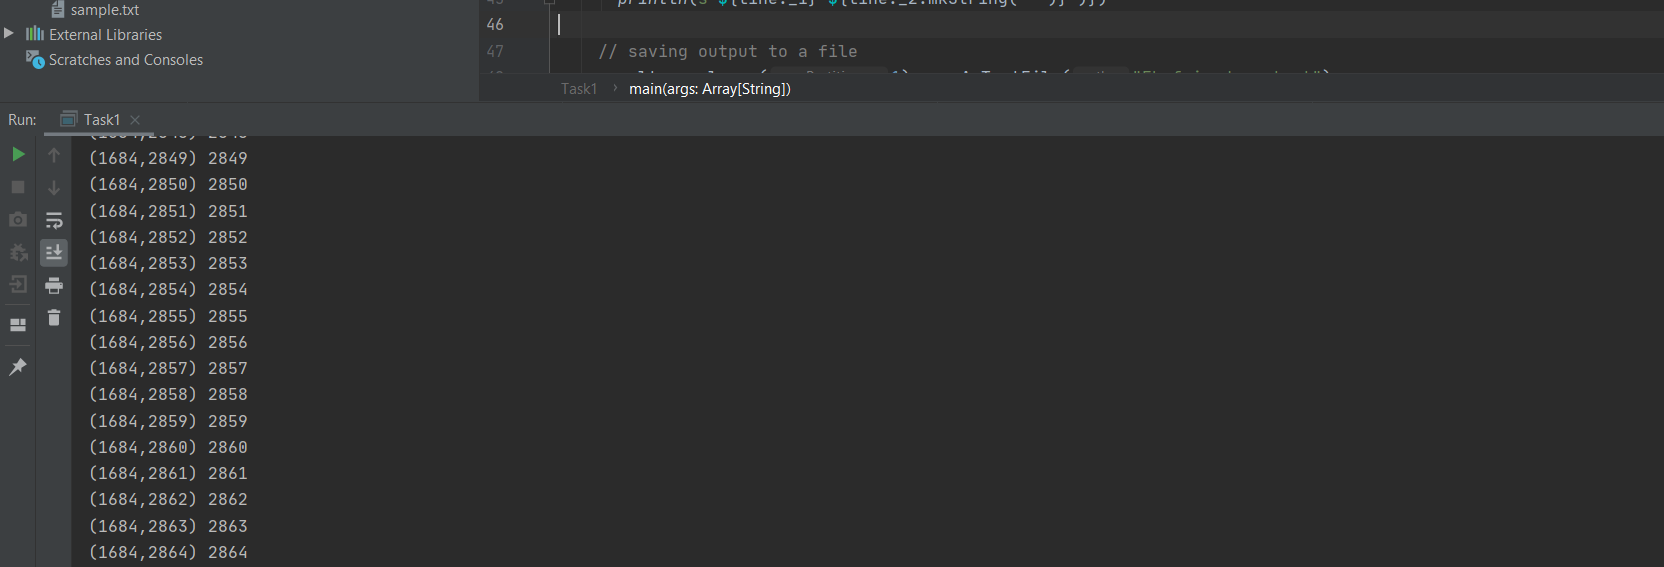 sample.txt
External Libraries
Scratches and Consoles
46
47 // saving output to a file
Task1 › main(args: Array[String])
Run: Task1
(1684,2849) 2849
(1684,2850) 2850
(1684,2851) 2851
(1684,2852) 2852
(1684,2853) 2853
(1684,2854) 2854
(1684,2855) 2855
(1684,2856) 2856
(1684,2857) 2857
(1684,2858) 2858
(1684,2859) 2859
(1684,2860) 2860
(1684,2861) 2861
(1684,2862) 2862
(1684,2863) 2863
(1684,2864) 2864